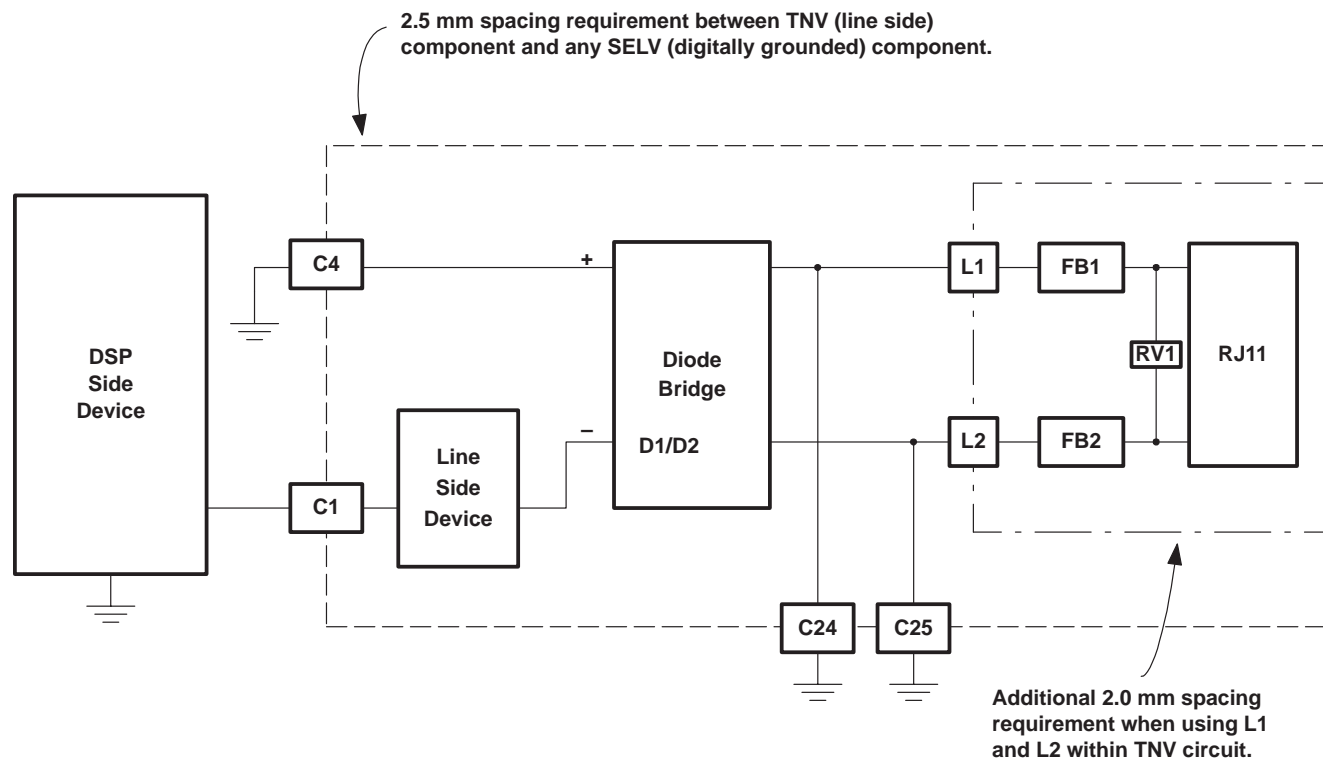 2.5 mm spacing requirement between TNV (line side)
component and any SELV (digitally grounded) component.
C4
+
L1
FB1
DSP
Side
Device
Diode
Bridge
RV1
RJ11
–
D1/D2
L2
FB2
Line
Side
Device
C1
C24
C25
Additional 2.0 mm spacing
requirement when using L1
and L2 within TNV circuit.